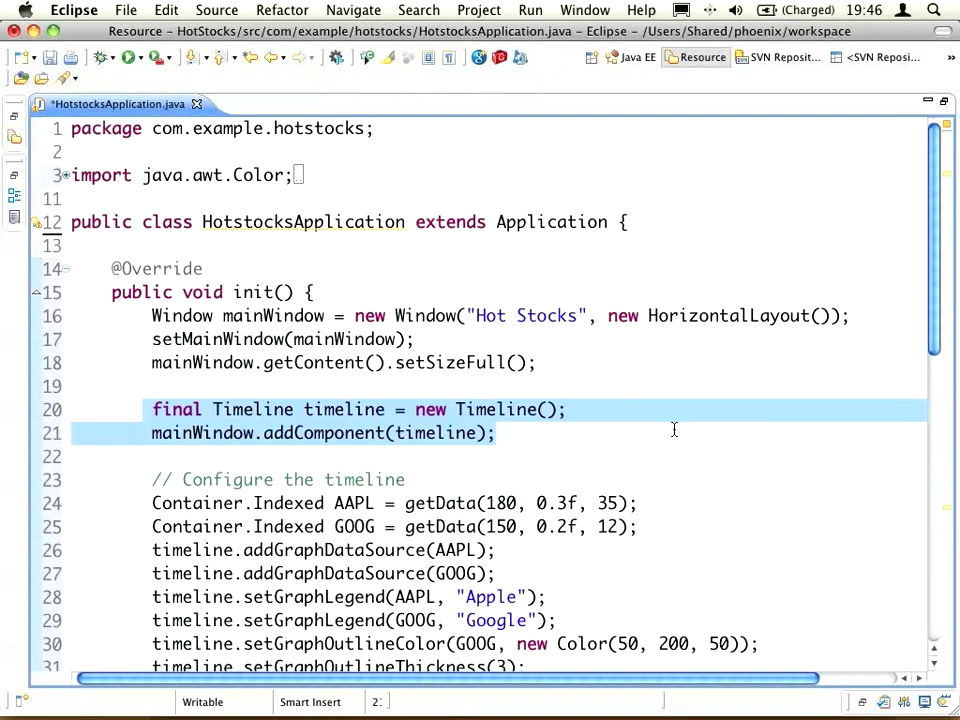 Eclipse File Edit Source Refactor Navigate Search Project Run Window Help (Charged) 19:46
Resource - HotStocks/src/com/example/hotstocks/HotstocksApplication.java - Eclipse - /Users/Shared/phoenix/workspace
Java EE Resource SVN Reposit... <SVN Reposi... »
*HotstocksApplication.java
1 package com.example.hotstocks;
2
3 import java.awt.Color;
11
12 public class HotstocksApplication extends Application {
13
14 @Override
15 public void init() {
16 Window mainWindow = new Window("Hot Stocks", new HorizontalLayout());
17 setMainWindow(mainWindow);
18 mainWindow.getContent().setSizeFull();
19
20 final Timeline timeline = new Timeline();
21 mainWindow.addComponent(timeline);
22
23 // Configure the timeline
24 Container.Indexed AAPL = getData(180, 0.3f, 35);
25 Container.Indexed GOOG = getData(150, 0.2f, 12);
26 timeline.addGraphDataSource(AAPL);
27 timeline.addGraphDataSource(GOOG);
28 timeline.setGraphLegend(AAPL, "Apple");
29 timeline.setGraphLegend(GOOG, "Google");
30 timeline.setGraphOutlineColor(GOOG, new Color(50, 200, 50));
31 timeline.setGraphOutlineThickness(3);
Writable Smart Insert 2: